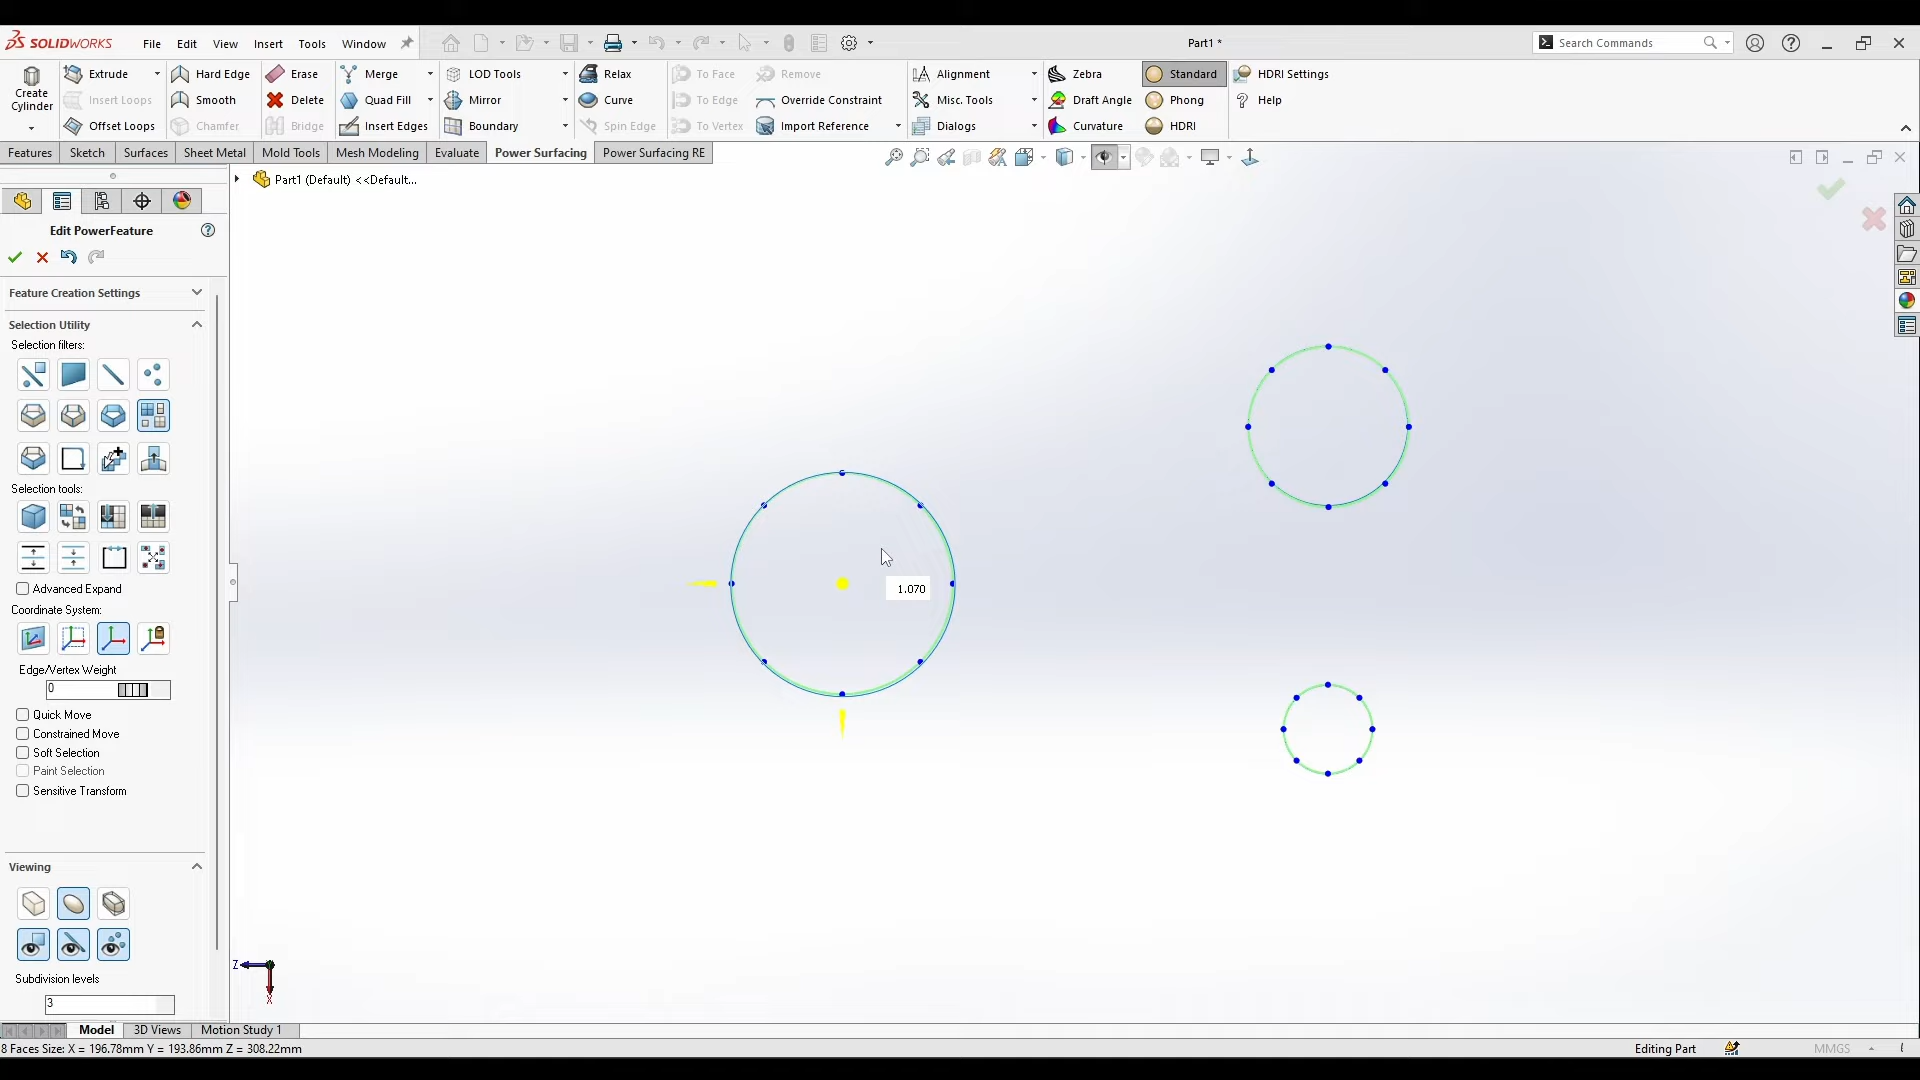 SOLIDWORKS File Edit View Insert Tools Window Part1 * Search Commands
Create Cylinder
Extrude Hard Edge Erase Merge LOD Tools Relax To Face Remove Alignment Zebra Standard HDRI Settings
Insert Loops Smooth Delete Quad Fill Mirror Curve To Edge Override Constraint Misc. Tools Draft Angle Phong Help
Offset Loops Chamfer Bridge Insert Edges Boundary Spin Edge To Vertex Import Reference Dialogs Curvature HDRI
Features Sketch Surfaces Sheet Metal Mold Tools Mesh Modeling Evaluate Power Surfacing Power Surfacing RE
Part1 (Default) <<Default...
Edit PowerFeature
Feature Creation Settings
Selection Utility
Selection filters:
Selection tools:
Advanced Expand
Coordinate System:
Edge/Vertex Weight
0
Quick Move
Constrained Move
Soft Selection
Paint Selection
Sensitive Transform
Viewing
Subdivision levels
3
1.070
Z
X
Model 3D Views Motion Study 1
8 Faces Size: X = 196.78mm Y = 193.86mm Z = 308.22mm Editing Part MMGS